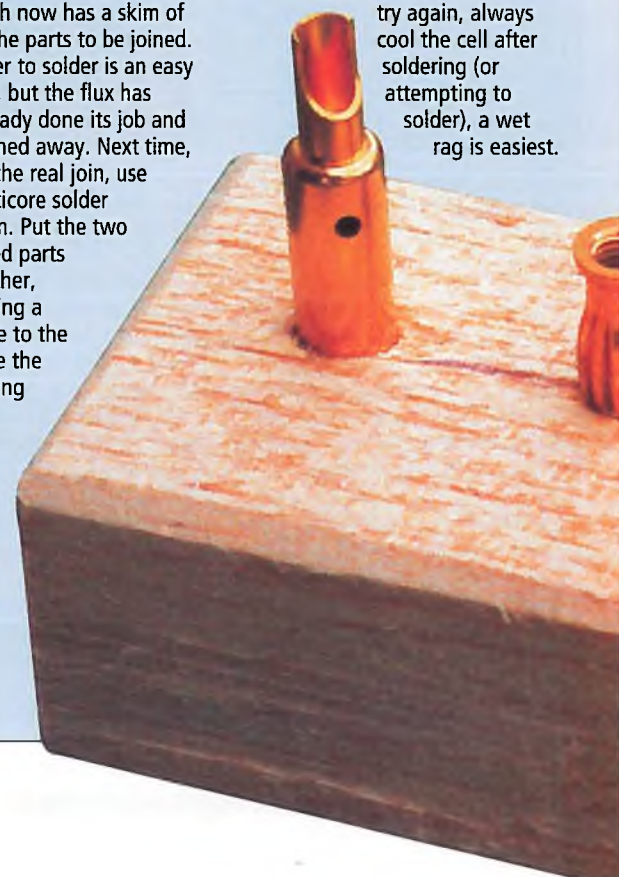 h now has a skim of
he parts to be joined.
er to solder is an easy
, but the flux has
ady done its job and
ned away. Next time,
the real join, use
ticore solder
n. Put the two
d parts
her,
ing a
e to the
e the
ng
try again, always
cool the cell after
soldering (or
attempting to
solder), a wet
rag is easiest.